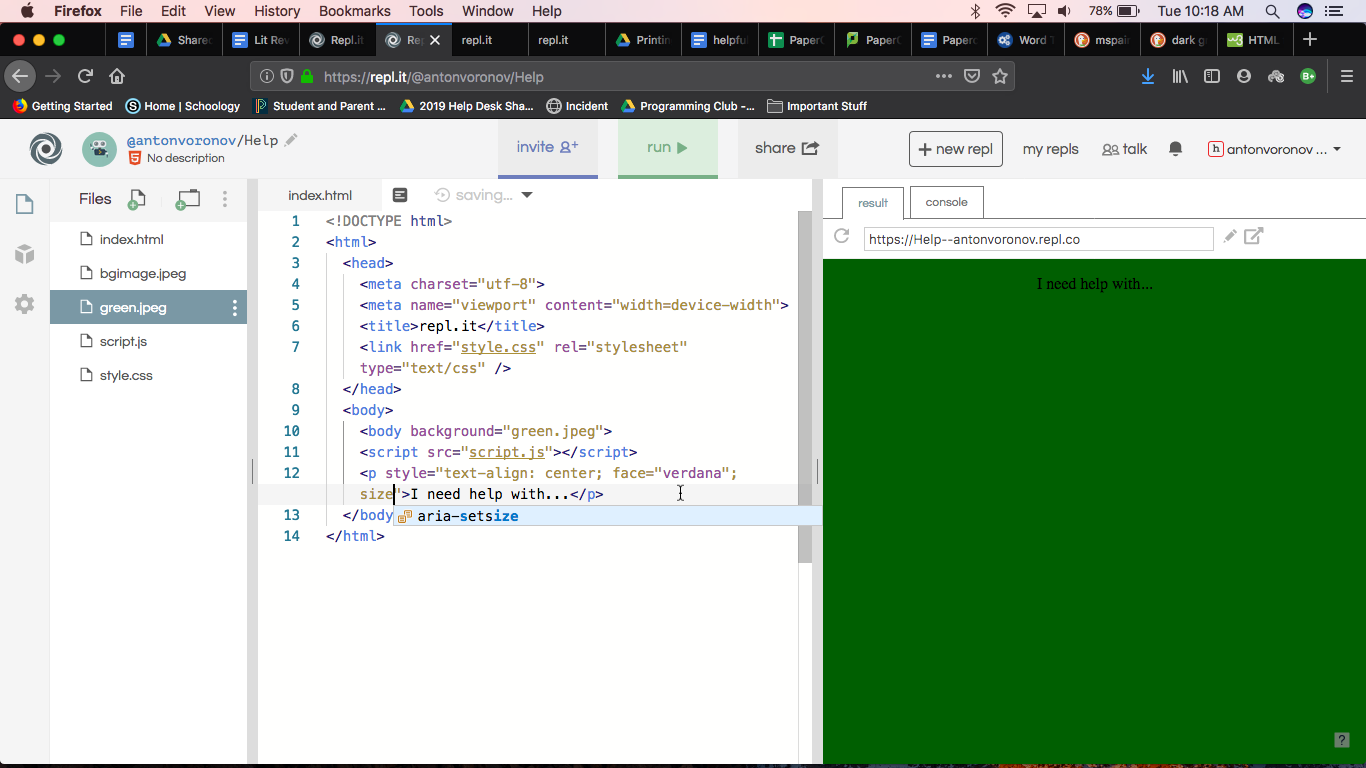 Firefox File Edit View History Bookmarks Tools Window Help 78% Tue 10:18 AM
Share Lit Rev Repl.it Re repl.it repl.it Printin helpfu Paper Paper Paper Word T mspai dark g HTML
https://repl.it/@antonvoronov/Help
Getting Started Home | Schoology Student and Parent ... 2019 Help Desk Sha... Incident Programming Club -... Important Stuff
@antonvoronov/Help
No description
invite run share + new repl my repls talk antonvoronov ...
Files
index.html
bgimage.jpeg
green.jpeg
script.js
style.css
index.html saving...
1 <!DOCTYPE html>
2 <html>
3 <head>
4 <meta charset="utf-8">
5 <meta name="viewport" content="width=device-width">
6 <title>repl.it</title>
7 <link href="style.css" rel="stylesheet"
type="text/css" />
8 </head>
9 <body>
10 <body background="green.jpeg">
11 <script src="script.js"></script>
12 <p style="text-align: center; face="verdana";
size">I need help with...</p>
13 </body
aria-setsize
14 </html>
result console
https://Help--antonvoronov.repl.co
I need help with...
?